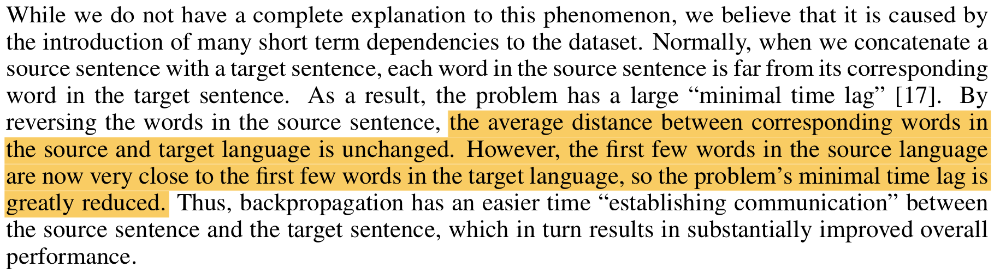 While we do not have a complete explanation to this phenomenon, we believe that it is caused by
the introduction of many short term dependencies to the dataset. Normally, when we concatenate a
source sentence with a target sentence, each word in the source sentence is far from its corresponding
word in the target sentence. As a result, the problem has a large “minimal time lag” [17]. By
reversing the words in the source sentence, the average distance between corresponding words in
the source and target language is unchanged. However, the first few words in the source language
are now very close to the first few words in the target language, so the problem’s minimal time lag is
greatly reduced. Thus, backpropagation has an easier time “establishing communication” between
the source sentence and the target sentence, which in turn results in substantially improved overall
performance.